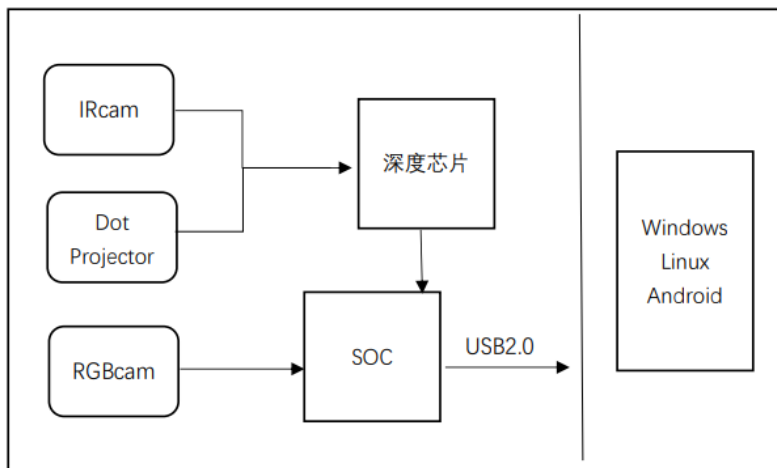 IRcam
深度芯片
Dot
Projector
Windows
Linux
Android
RGBcam
SOC
USB2.0